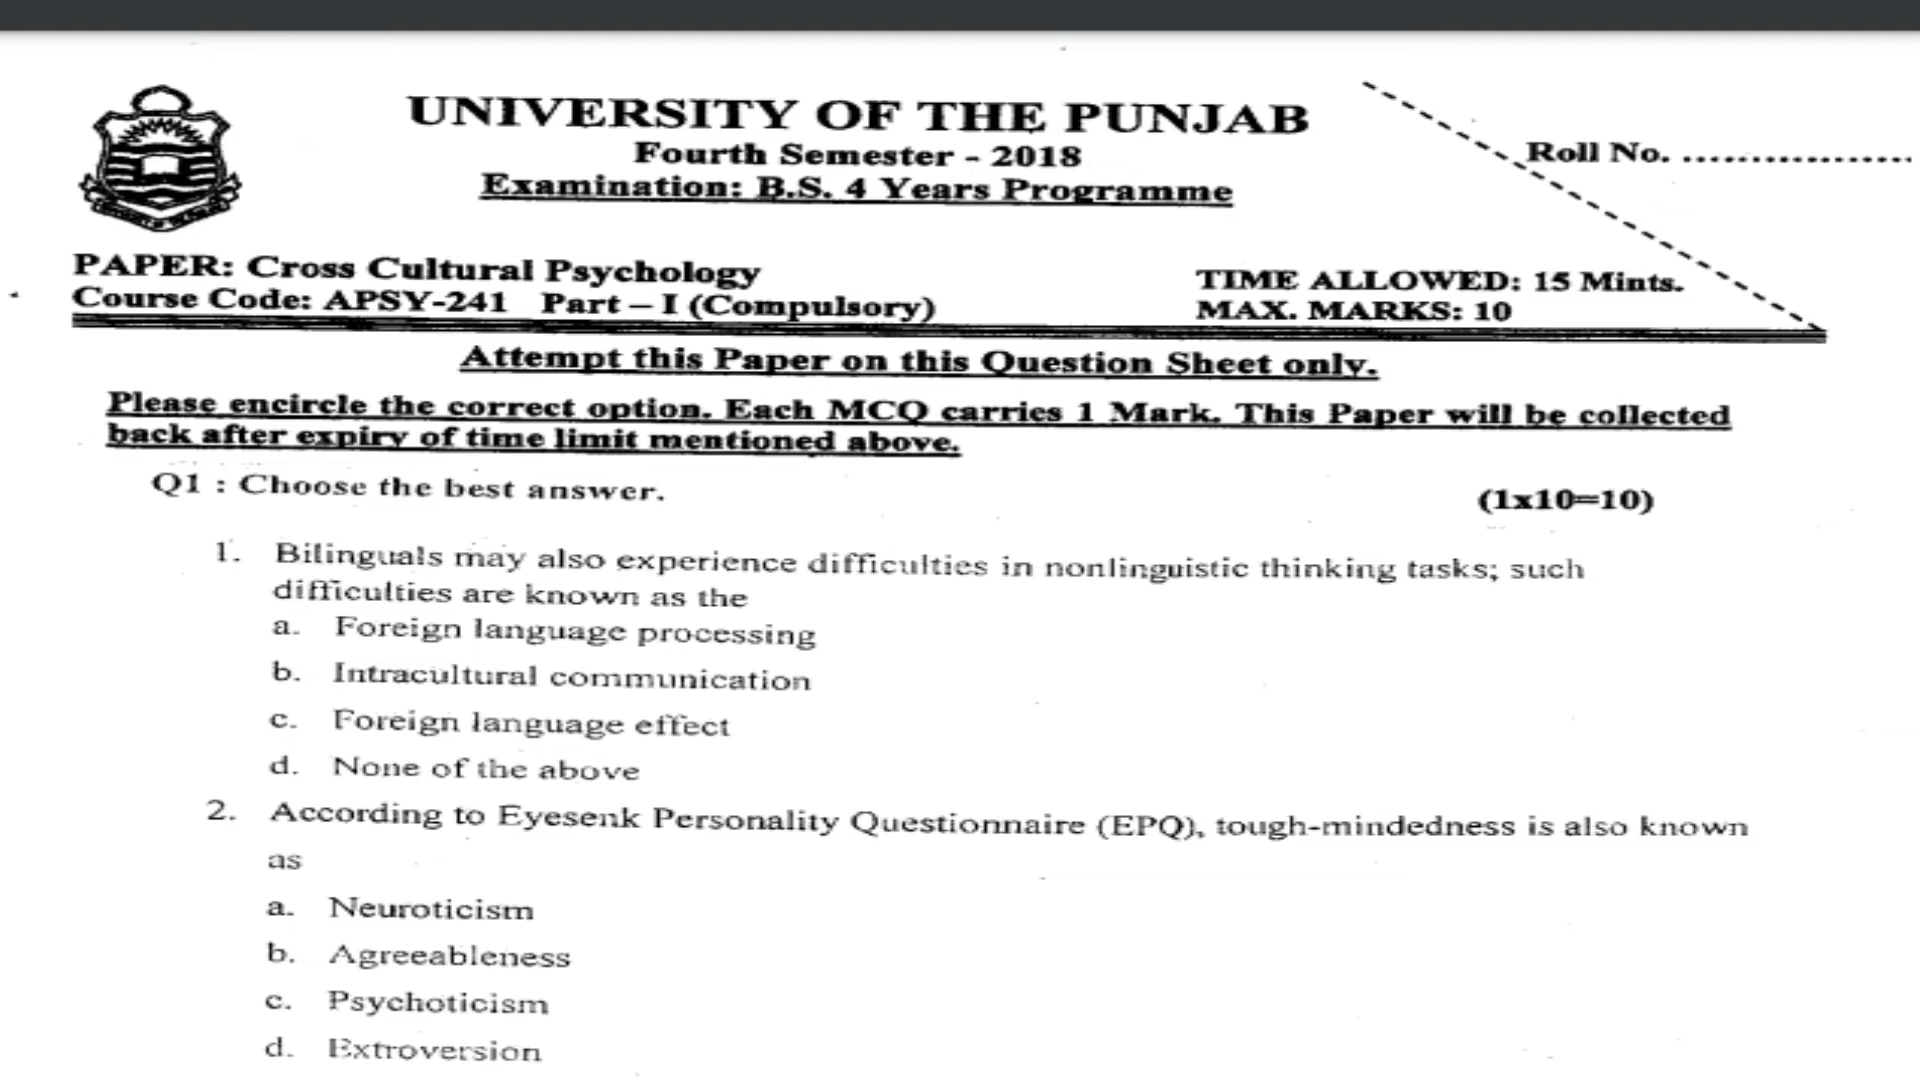 UNIVERSITY OF THE PUNJAB
Fourth Semester - 2018
Examination: B.S. 4 Years Programme
Roll No. ..................
PAPER: Cross Cultural Psychology
Course Code: APSY-241 Part – I (Compulsory)
TIME ALLOWED: 15 Mints.
MAX. MARKS: 10
Attempt this Paper on this Question Sheet only.
Please encircle the correct option. Each MCQ carries 1 Mark. This Paper will be collected
back after expiry of time limit mentioned above.
Q1 : Choose the best answer.
(1x10=10)
1. Bilinguals may also experience difficulties in nonlinguistic thinking tasks; such
difficulties are known as the
a. Foreign language processing
b. Intracultural communication
c. Foreign language effect
d. None of the above
2. According to Eyesenk Personality Questionnaire (EPQ), tough-mindedness is also known
as
a. Neuroticism
b. Agreeableness
c. Psychoticism
d. Extroversion